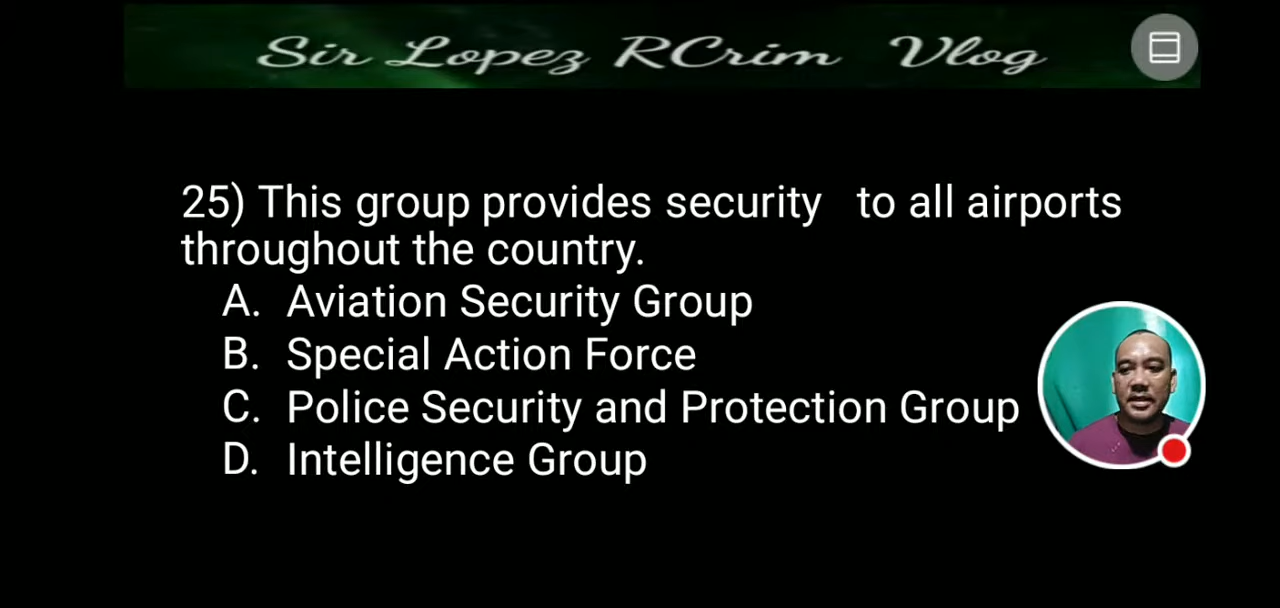 Sir Lopez RCrim Vlog
25) This group provides security to all airports
throughout the country.
A. Aviation Security Group
B. Special Action Force
C. Police Security and Protection Group
D. Intelligence Group